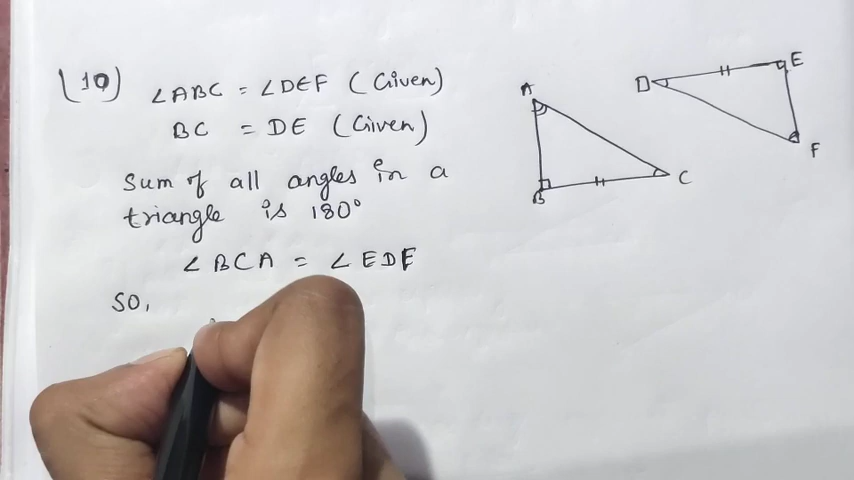 (10) ∠ABC = ∠DEF (Given)
BC = DE (Given)
Sum of all angles in a
triangle is 180°
∠BCA = ∠EDF
SO,
A
B
C
D
E
F